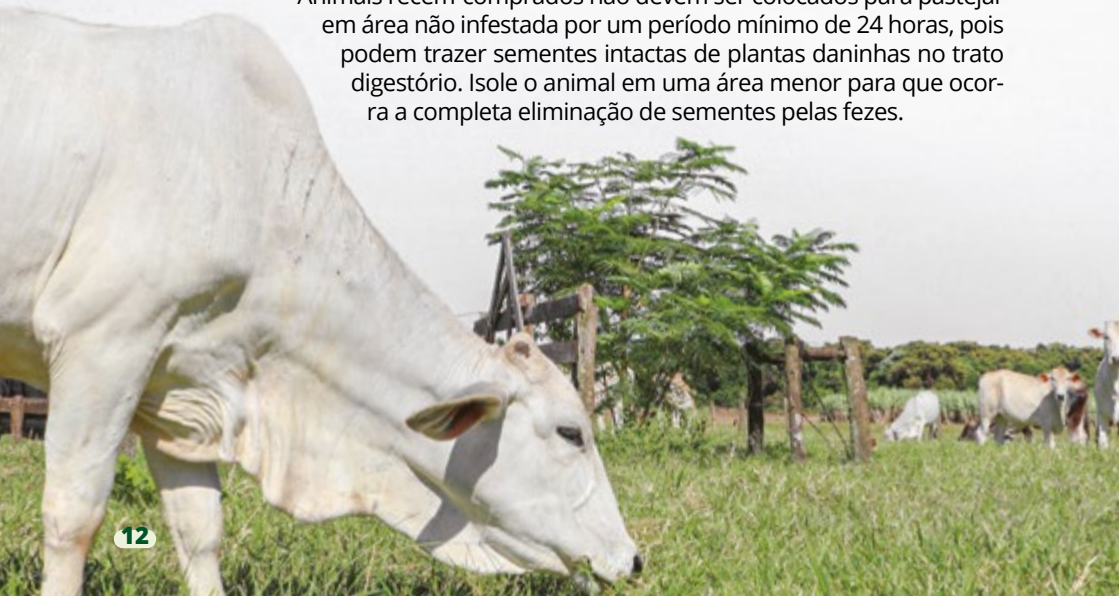 Animais recém-comprados não devem ser colocados para pastejar
em área não infestada por um período mínimo de 24 horas, pois
podem trazer sementes intactas de plantas daninhas no trato
digestório. Isole o animal em uma área menor para que ocor-
ra a completa eliminação de sementes pelas fezes.
12